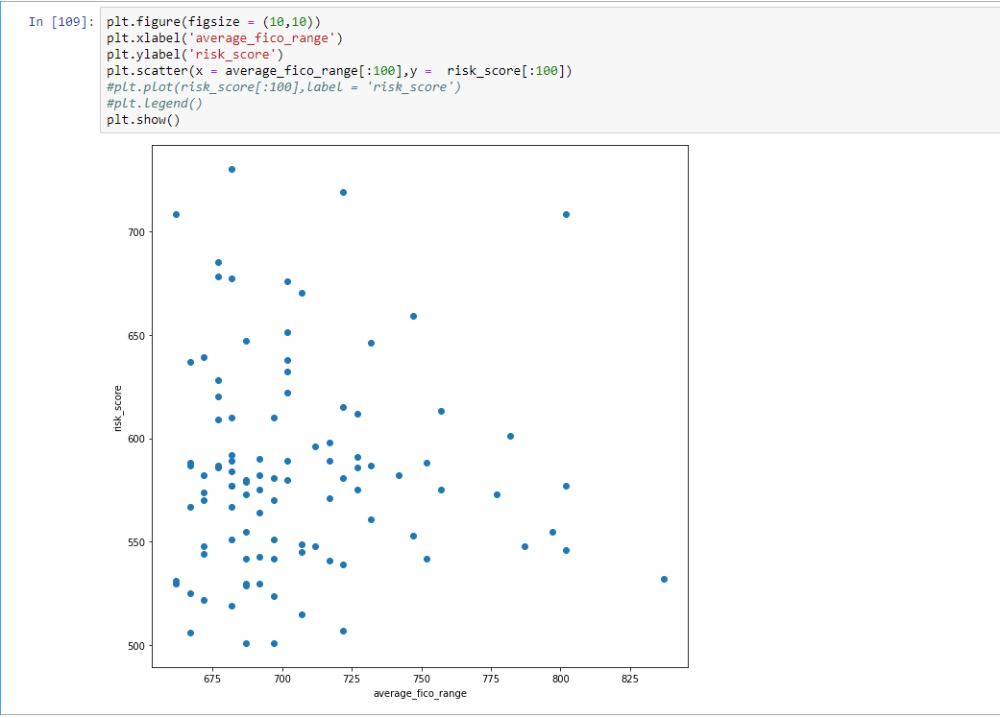 In [109]: plt.figure(figsize = (10,10))
plt.xlabel('average_fico_range')
plt.ylabel('risk_score')
plt.scatter(x = average_fico_range[:100],y =  risk_score[:100])
#plt.plot(risk_score[:100],label = 'risk_score')
#plt.legend()
plt.show()
700
650
600
550
500
risk_score
675 700 725 750 775 800 825
average_fico_range